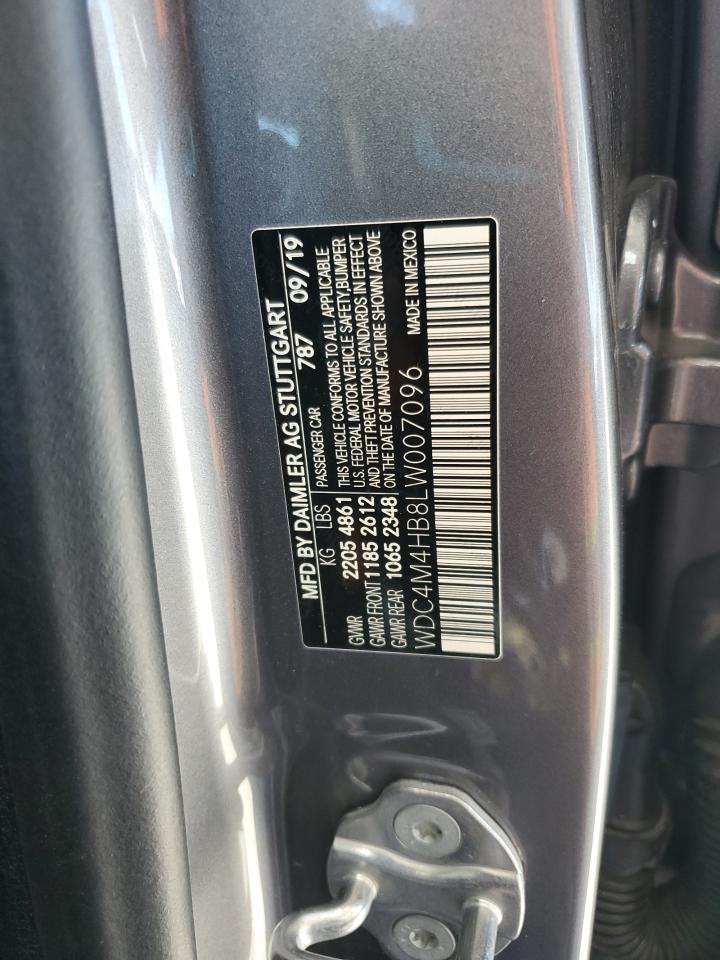 MFD BY DAIMLER AG STUTTGART
KG LBS PASSENGER CAR 787 09/19
GVWR 2205 4861 THIS VEHICLE CONFORMS TO ALL APPLICABLE
U.S. FEDERAL MOTOR VEHICLE SAFETY,BUMPER
GAWR FRONT 1185 2612 AND THEFT PREVENTION STANDARDS IN EFFECT
GAWR REAR 1065 2348 ON THE DATE OF MANUFACTURE SHOWN ABOVE
WDC4M4HB8LW007096 MADE IN MEXICO